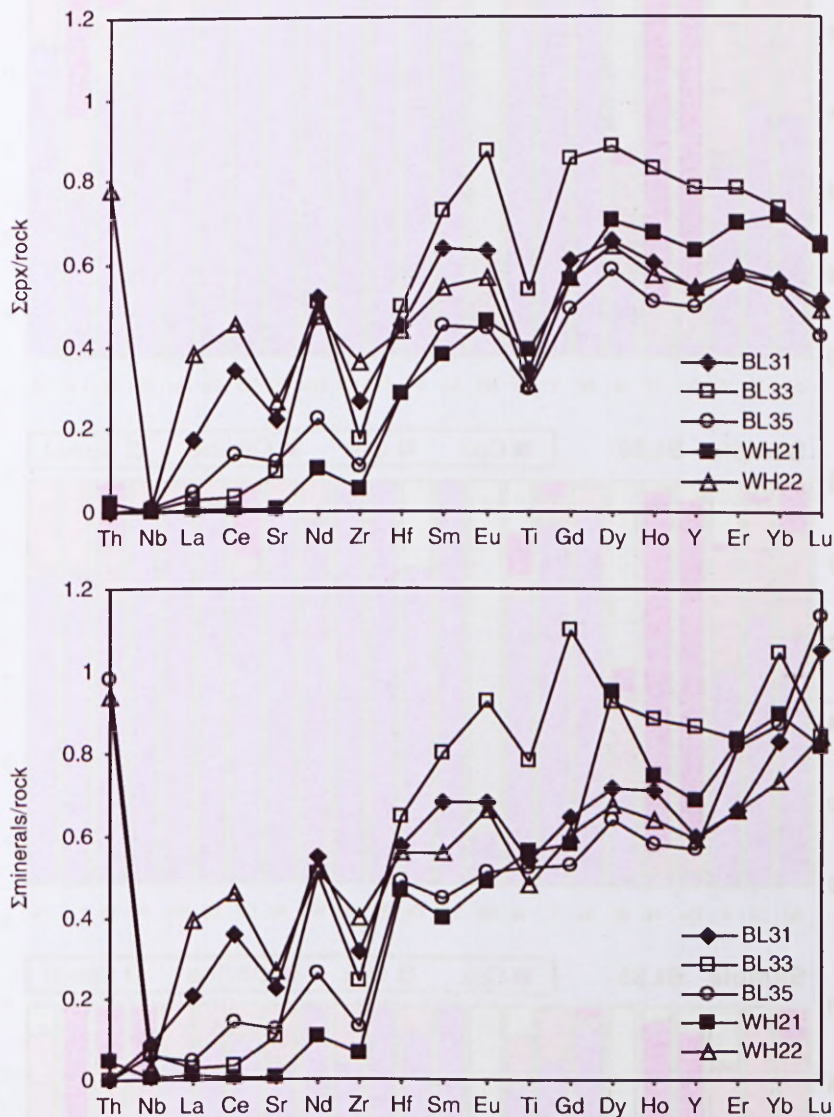 1.2
1
0.8
0.6
0.4
0.2
0
Σcpx/rock
BL31
BL33
BL35
WH21
WH22
Th Nb La Ce Sr Nd Zr Hf Sm Eu Ti Gd Dy Ho Y Er Yb Lu
1.2
1
0.8
0.6
0.4
0.2
0
Σminerals/rock
BL31
BL33
BL35
WH21
WH22
Th Nb La Ce Sr Nd Zr Hf Sm Eu Ti Gd Dy Ho Y Er Yb Lu